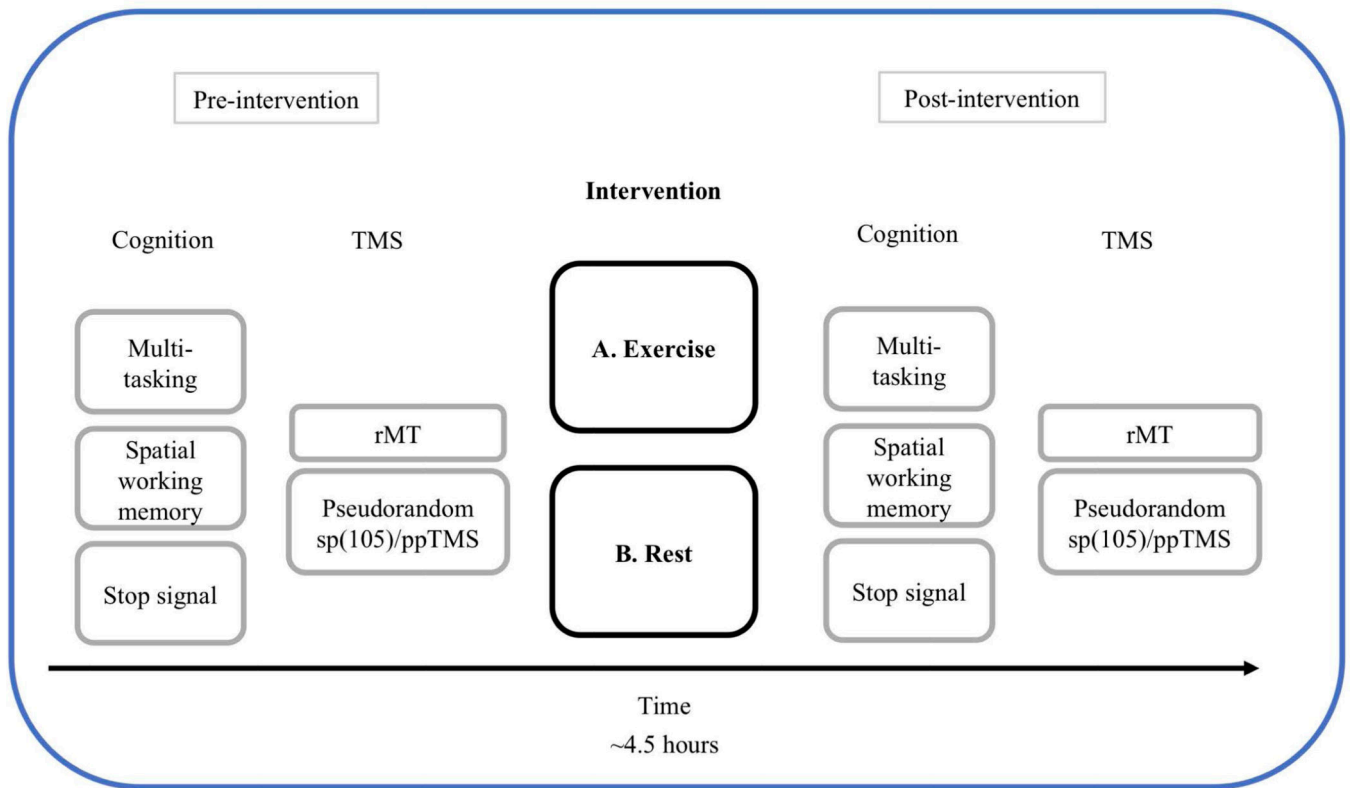 Pre-intervention
Post-intervention
Intervention
Cognition
TMS
Cognition
TMS
Multi-
tasking
Spatial
working
memory
Stop signal
rMT
Pseudorandom
sp(105)/ppTMS
A. Exercise
B. Rest
Multi-
tasking
Spatial
working
memory
Stop signal
rMT
Pseudorandom
sp(105)/ppTMS
Time
~4.5 hours